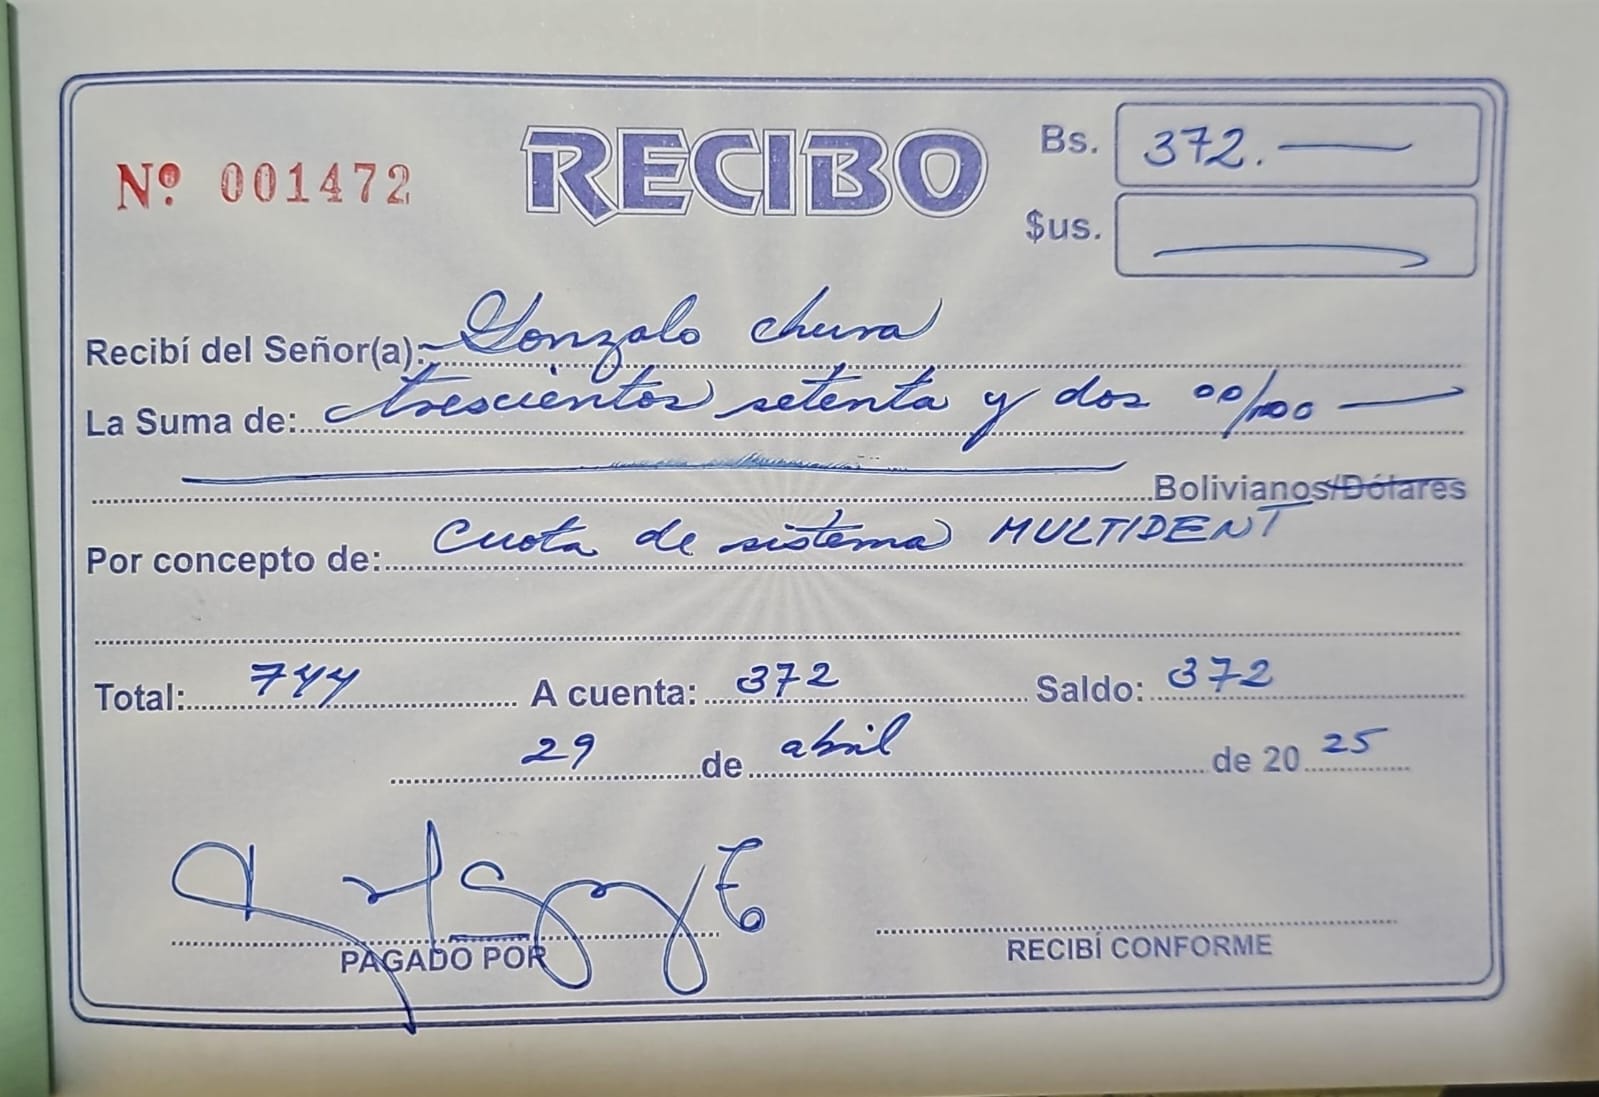 Nº 001472
RECIBO
Bs. 372.
$us.
Recibí del Señor(a): Gonzalo Chura
La Suma de: trescientos setenta y dos 00/100
Bolivianos/Dólares
Por concepto de: Cuota de sistema MULTIDENT
Total: 744 A cuenta: 372 Saldo: 372
29 de abril de 20 25
PAGADO POR
RECIBÍ CONFORME